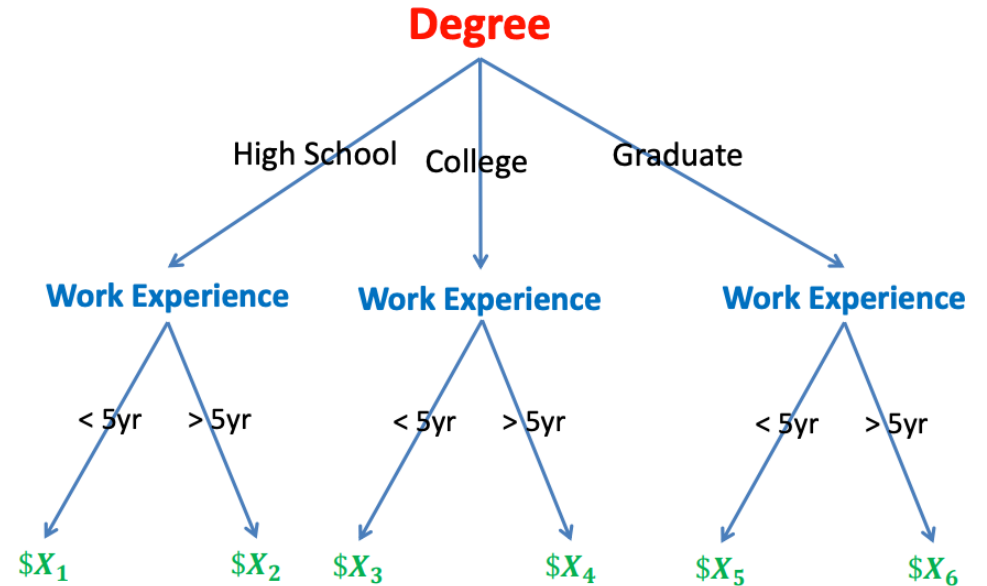 Degree
High School
College
Graduate
Work Experience
Work Experience
Work Experience
< 5yr
> 5yr
< 5yr
> 5yr
< 5yr
> 5yr
$X₁
$X₂
$X₃
$X₄
$X₅
$X₆